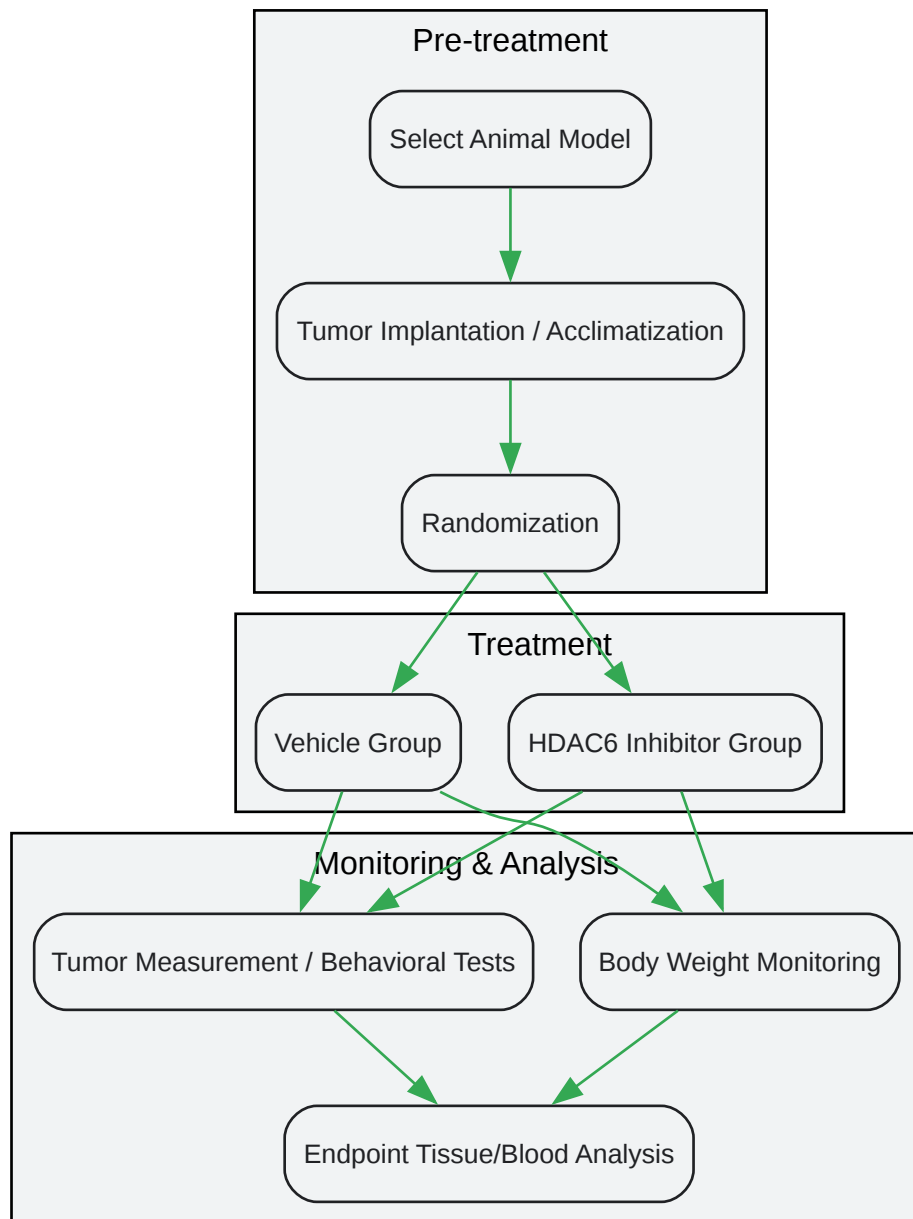 Pre-treatment
Select Animal Model
Tumor Implantation / Acclimatization
Randomization
Treatment
Vehicle Group
HDAC6 Inhibitor Group
Monitoring & Analysis
Tumor Measurement / Behavioral Tests
Body Weight Monitoring
Endpoint Tissue/Blood Analysis